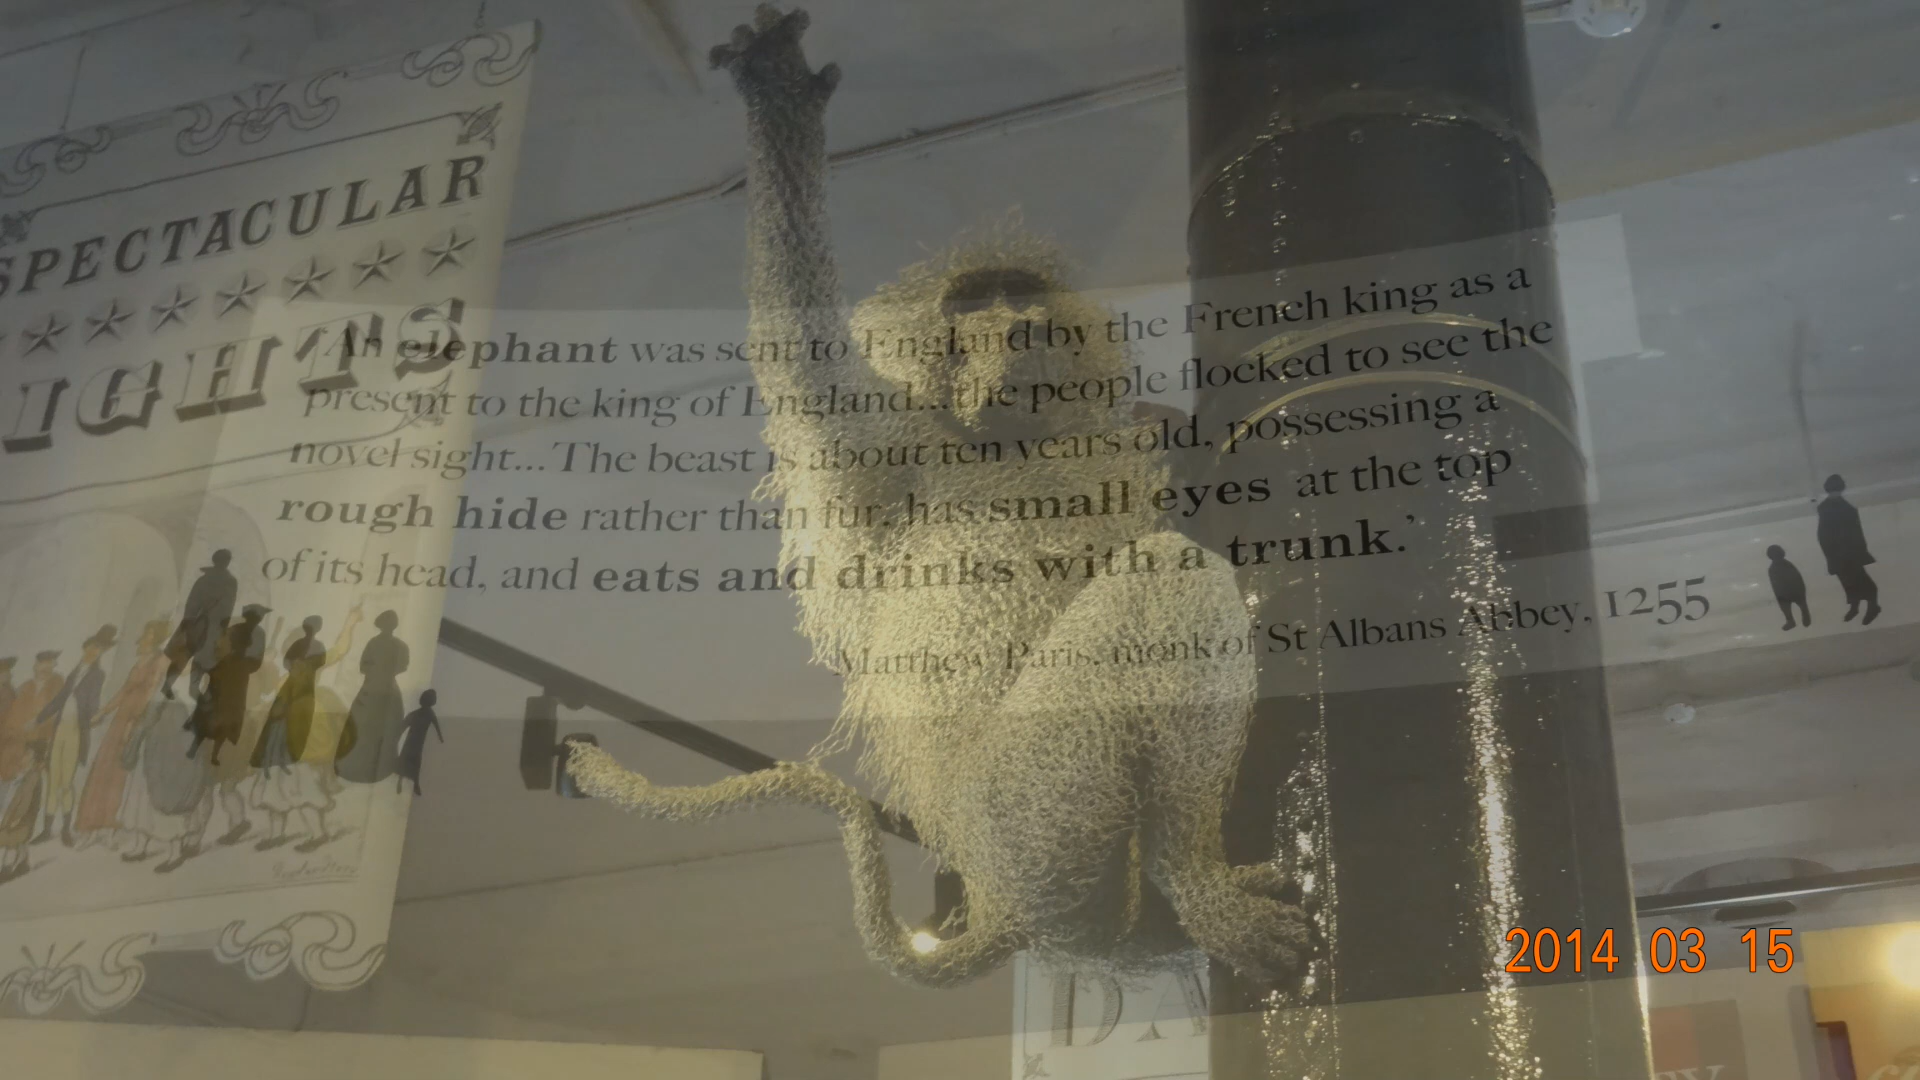 SPECTACULAR
IGHTS
'An elephant was sent to England by the French king as a
present to the king of England...the people flocked to see the
novel sight... The beast is about ten years old, possessing a
rough hide rather than fur, has small eyes at the top
of its head, and eats and drinks with a trunk.'
Matthew Paris, monk of St Albans Abbey, 1255
DA
2014 03 15